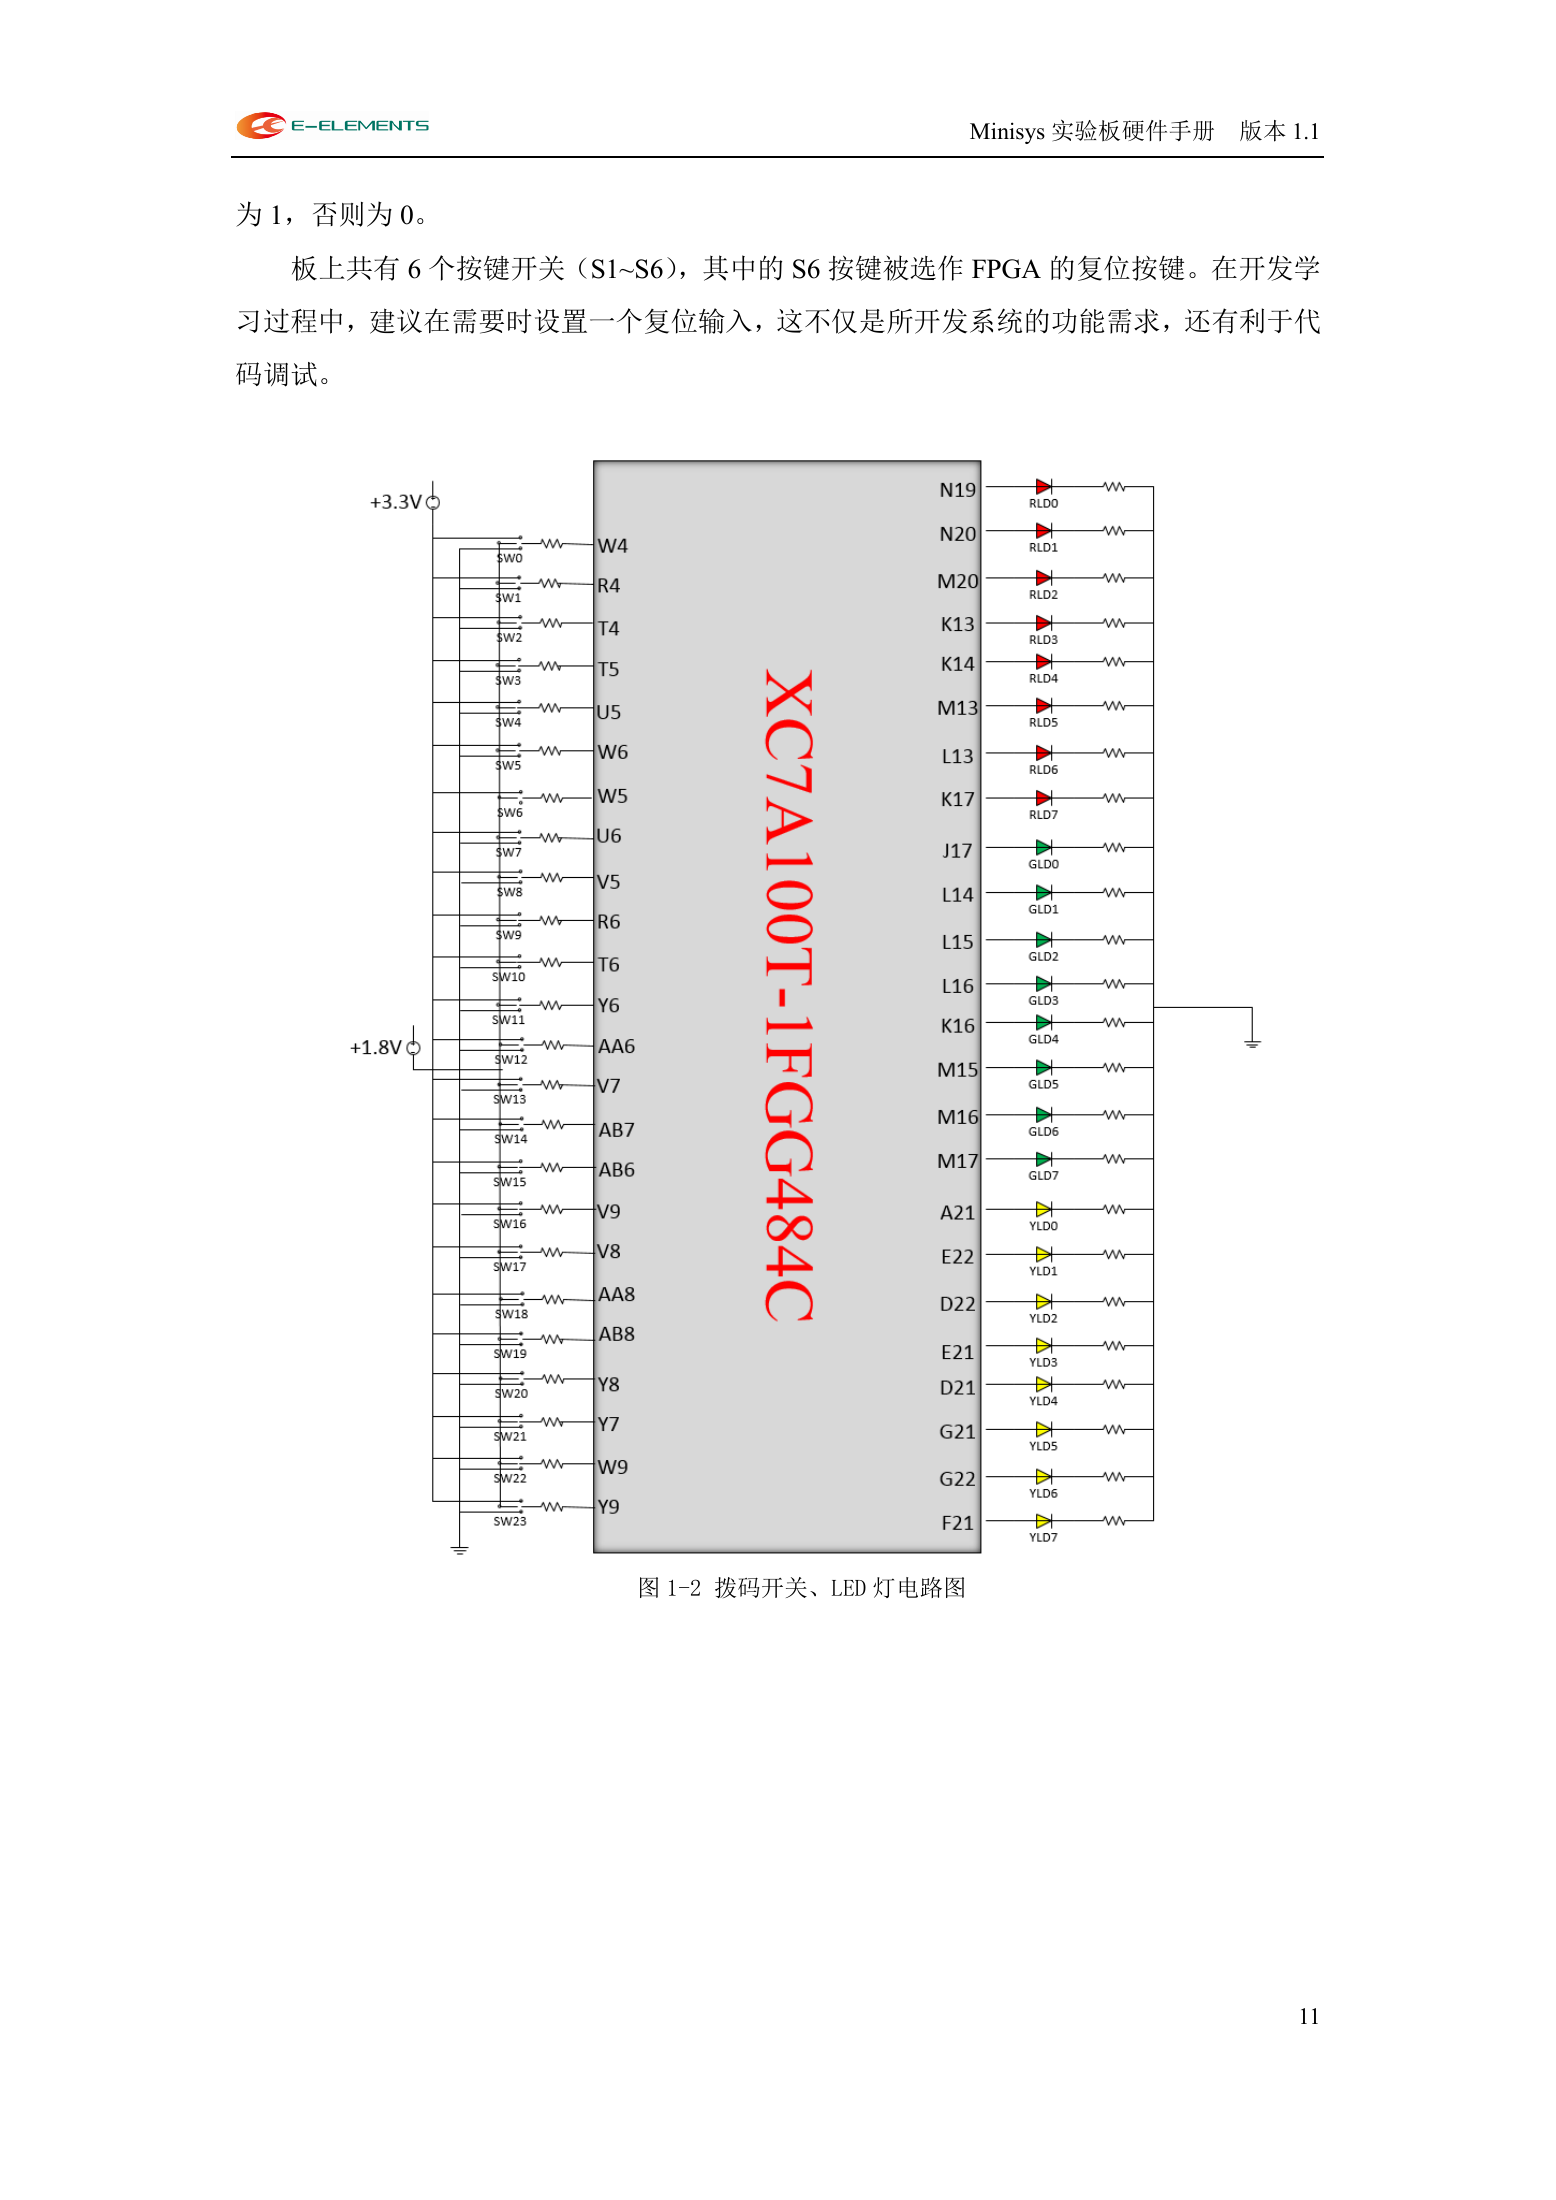 E-ELEMENTS
Minisys 实验板硬件手册 版本 1.1
为 1，否则为 0。
板上共有 6 个按键开关（S1~S6），其中的 S6 按键被选作 FPGA 的复位按键。在开发学
习过程中，建议在需要时设置一个复位输入，这不仅是所开发系统的功能需求，还有利于代
码调试。
+3.3V
+1.8V
SW0 W4
SW1 R4
SW2 T4
SW3 T5
SW4 U5
SW5 W6
SW6 W5
SW7 U6
SW8 V5
SW9 R6
SW10 T6
SW11 Y6
SW12 AA6
SW13 V7
SW14 AB7
SW15 AB6
SW16 V9
SW17 V8
SW18 AA8
SW19 AB8
SW20 Y8
SW21 Y7
SW22 W9
SW23 Y9
XC7A100T-1FGG484C
N19 RLD0
N20 RLD1
M20 RLD2
K13 RLD3
K14 RLD4
M13 RLD5
L13 RLD6
K17 RLD7
J17 GLD0
L14 GLD1
L15 GLD2
L16 GLD3
K16 GLD4
M15 GLD5
M16 GLD6
M17 GLD7
A21 YLD0
E22 YLD1
D22 YLD2
E21 YLD3
D21 YLD4
G21 YLD5
G22 YLD6
F21 YLD7
图 1-2 拨码开关、LED 灯电路图
11